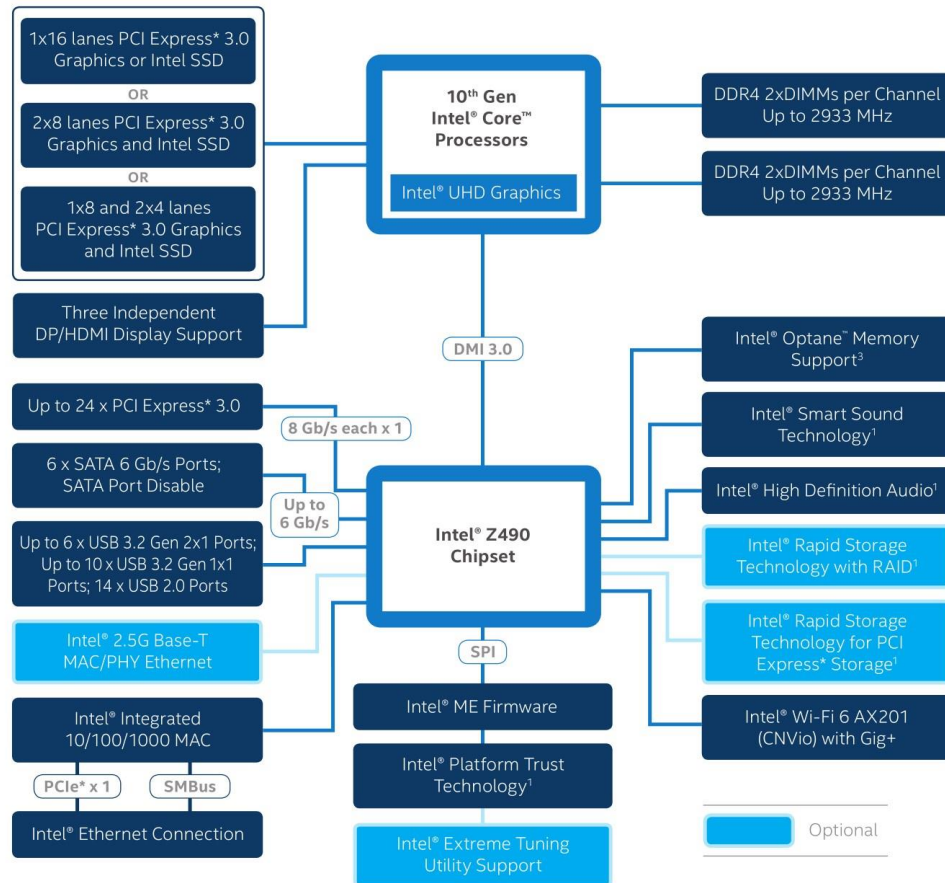 1x16 lanes PCI Express* 3.0
Graphics or Intel SSD
OR
2x8 lanes PCI Express* 3.0
Graphics and Intel SSD
OR
1x8 and 2x4 lanes
PCI Express* 3.0 Graphics
and Intel SSD
Three Independent
DP/HDMI Display Support
10th Gen
Intel® Core™
Processors
Intel® UHD Graphics
DDR4 2xDIMMs per Channel
Up to 2933 MHz
DDR4 2xDIMMs per Channel
Up to 2933 MHz
DMI 3.0
Up to 24 x PCI Express* 3.0
8 Gb/s each x 1
6 x SATA 6 Gb/s Ports;
SATA Port Disable
Up to
6 Gb/s
Up to 6 x USB 3.2 Gen 2x1 Ports;
Up to 10 x USB 3.2 Gen 1x1
Ports; 14 x USB 2.0 Ports
Intel® 2.5G Base-T
MAC/PHY Ethernet
Intel® Integrated
10/100/1000 MAC
PCIe* x 1
SMBus
Intel® Ethernet Connection
Intel® Z490
Chipset
SPI
Intel® ME Firmware
Intel® Platform Trust
Technology¹
Intel® Extreme Tuning
Utility Support
Intel® Optane™ Memory
Support³
Intel® Smart Sound
Technology¹
Intel® High Definition Audio¹
Intel® Rapid Storage
Technology with RAID¹
Intel® Rapid Storage
Technology for PCI
Express* Storage¹
Intel® Wi-Fi 6 AX201
(CNVio) with Gig+
Optional